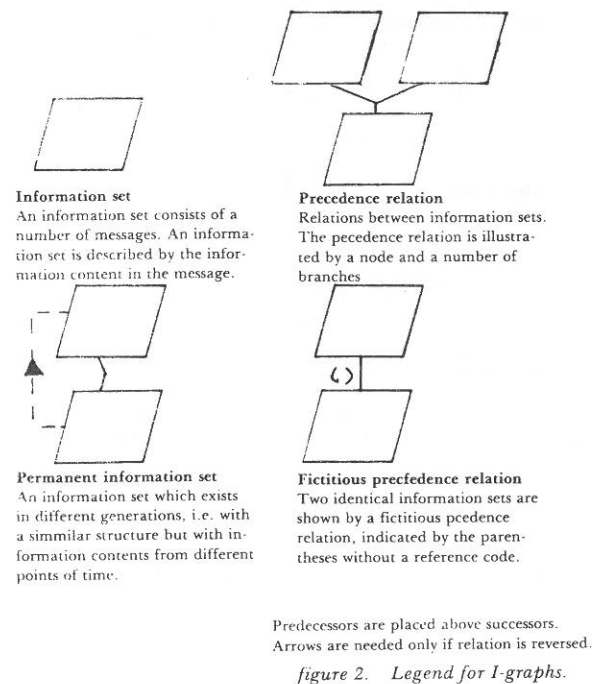 Information set
An information set consists of a
number of messages. An informa-
tion set is described by the infor-
mation content in the message.
Precedence relation
Relations between information sets.
The pecedence relation is illustra-
ted by a node and a number of
branches
( )
Permanent information set
An information set which exists
in different generations, i.e. with
a simmilar structure but with in-
formation contents from different
points of time.
Fictitious precfedence relation
Two identical information sets are
shown by a fictitious pcedence
relation, indicated by the paren-
theses without a reference code.
Predecessors are placed above successors.
Arrows are needed only if relation is reversed.
figure 2. Legend for I-graphs.